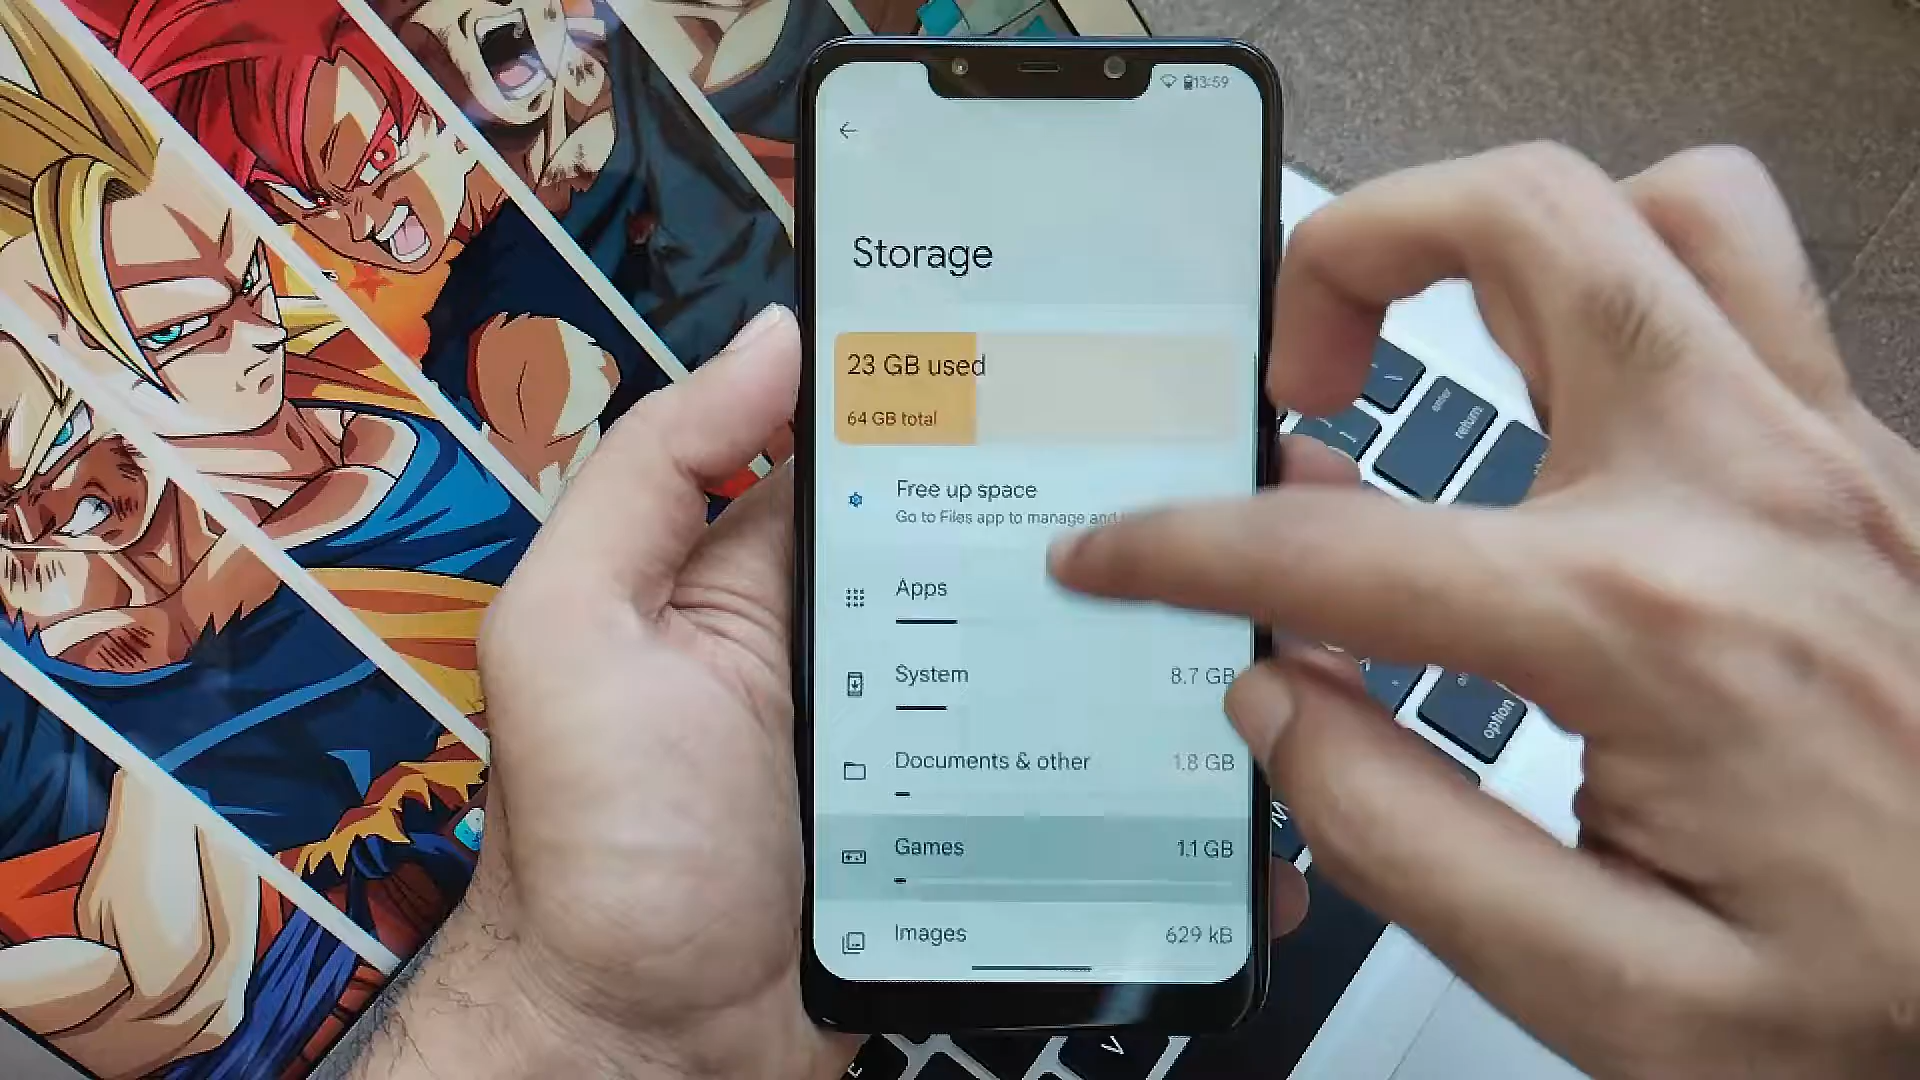 13:59
Storage
23 GB used
64 GB total
Free up space
Go to Files app to manage and
Apps
System 8.7 GB
Documents & other 1.8 GB
Games 1.1 GB
Images 629 kB
enter
return
option
M
V
E